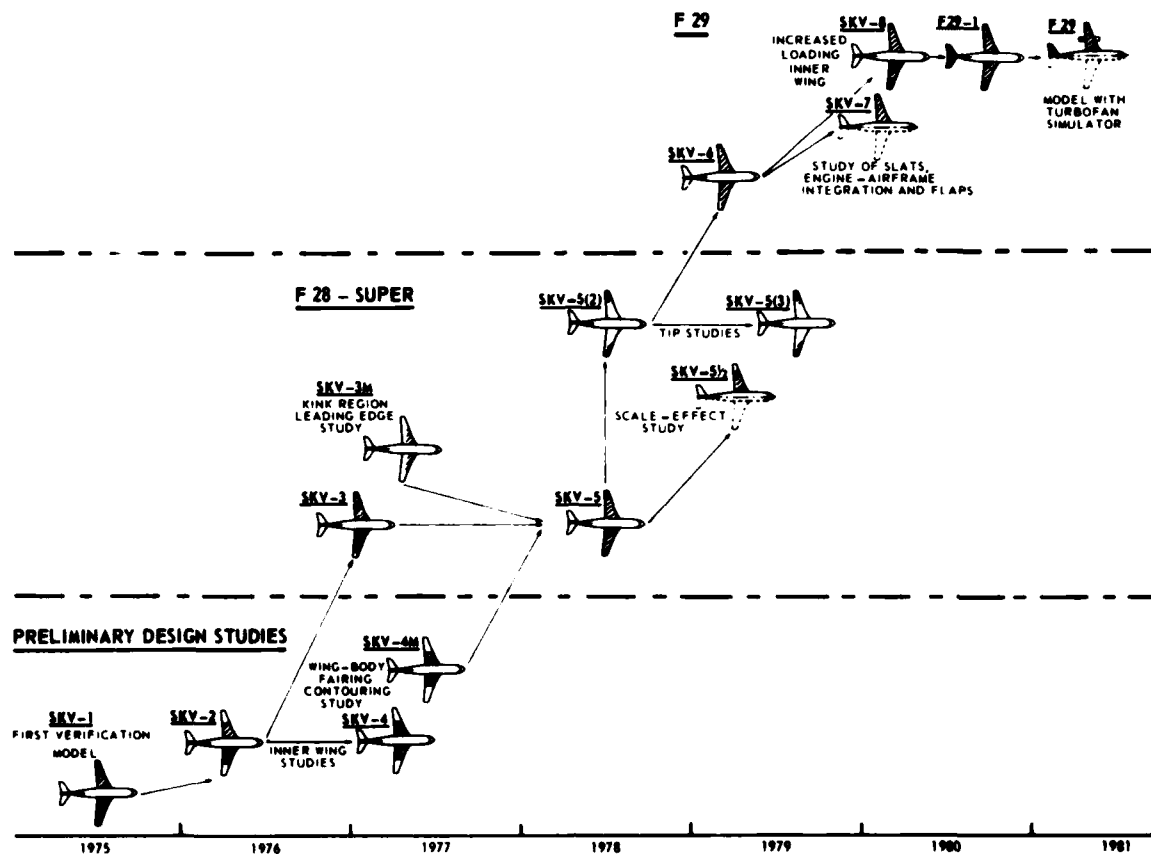 F 29
SKV-8
F29-1
F 29
INCREASED
LOADING
INNER
WING
SKV-7
MODEL WITH
TURBOFAN
SIMULATOR
SKV-6
STUDY OF SLATS,
ENGINE-AIRFRAME
INTEGRATION AND FLAPS
F 28 - SUPER
SKV-5(2)
SKV-5(3)
TIP STUDIES
SKV-3M
KINK REGION
LEADING EDGE
STUDY
SKV-5½
SCALE-EFFECT
STUDY
SKV-3
SKV-5
PRELIMINARY DESIGN STUDIES
SKV-4M
WING-BODY
FAIRING
CONTOURING
STUDY
SKV-1
FIRST VERIFICATION
MODEL
SKV-2
SKV-4
INNER WING
STUDIES
1975
1976
1977
1978
1979
1980
1981